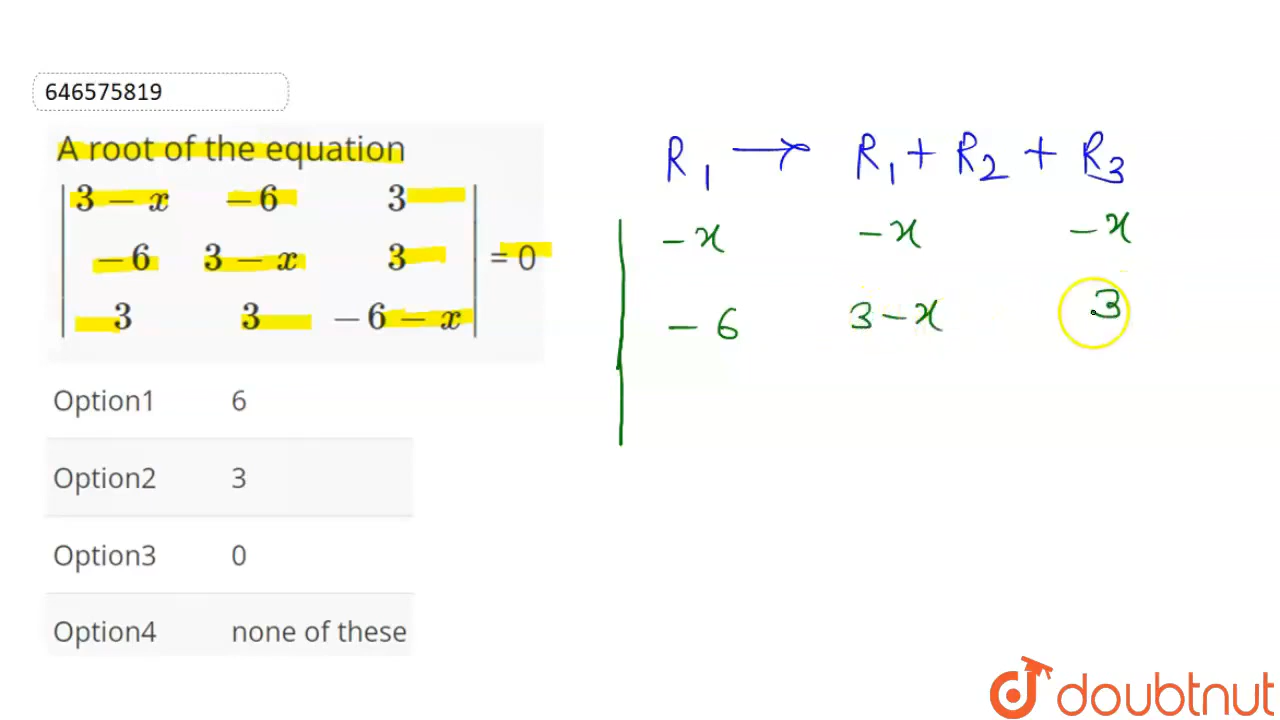 646575819
A root of the equation
3 − x −6 3
−6 3 − x 3 = 0
3 3 −6 − x
Option1 6
Option2 3
Option3 0
Option4 none of these
R1 → R1 + R2 + R3
−x −x −x
−6 3−x 3
doubtnut